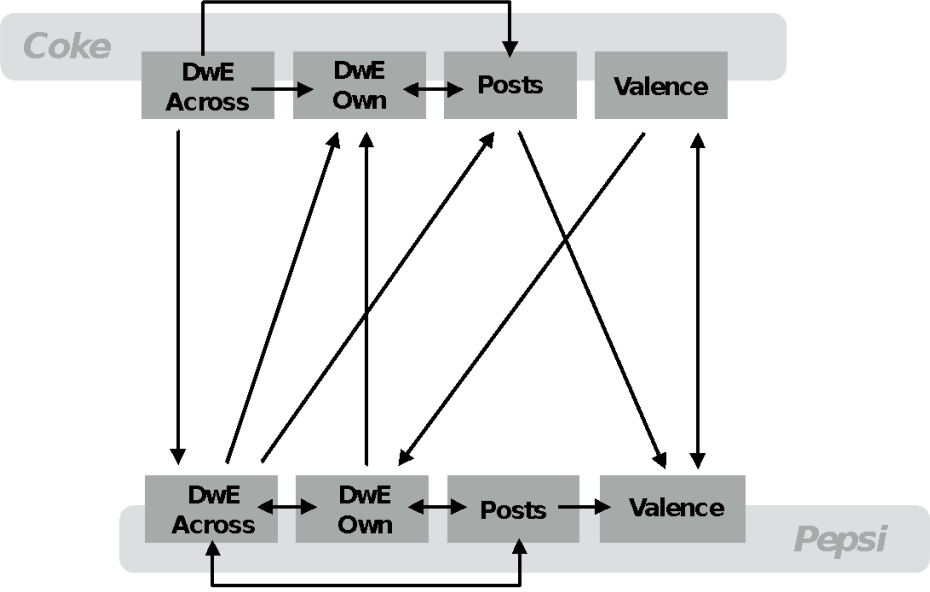 Coke
DwE
Across
DwE
Own
Posts
Valence
DwE
Across
DwE
Own
Posts
Valence
Pepsi